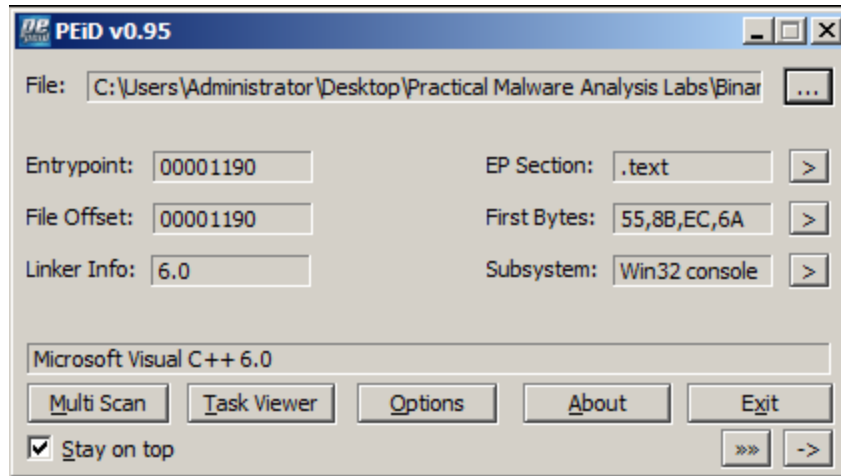 PEiD v0.95
File: C:\Users\Administrator\Desktop\Practical Malware Analysis Labs\Binar ...
Entrypoint: 00001190 EP Section: .text >
File Offset: 00001190 First Bytes: 55,8B,EC,6A >
Linker Info: 6.0 Subsystem: Win32 console >
Microsoft Visual C++ 6.0
Multi Scan Task Viewer Options About Exit
Stay on top »» ->